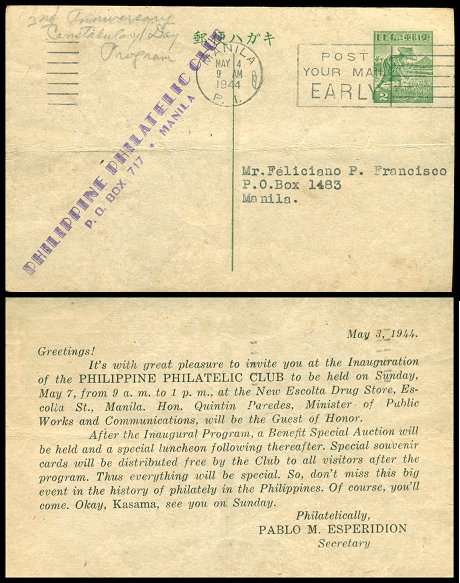 2nd Anniversary
Constabulary Day
Program
郵便ハガキ
MANILA
MAY 4
9 AM
1944
P. I.
POST
YOUR MAIL
EARLY
2
PHILIPPINE PHILATELIC CLUB
P. O. BOX 717 • MANILA
Mr.Feliciano P. Francisco
P.O.Box 1483
Manila.
May 3, 1944.
Greetings!
It's with great pleasure to invite you at the Inauguration
of the PHILIPPINE PHILATELIC CLUB to be held on Sunday,
May 7, from 9 a. m. to 1 p. m., at the New Escolta Drug Store, Es-
colta St., Manila. Hon. Quintin Paredes, Minister of Public
Works and Communications, will be the Guest of Honor.
After the Inaugural Program, a Benefit Special Auction will
be held and a special luncheon following thereafter. Special souvenir
cards will be distributed free by the Club to all visitors after the
program. Thus everything will be special. So, don't miss this big
event in the history of philately in the Philippines. Of course, you'll
come. Okay, Kasama, see you on Sunday.
Philatelically,
PABLO M. ESPERIDION
Secretary